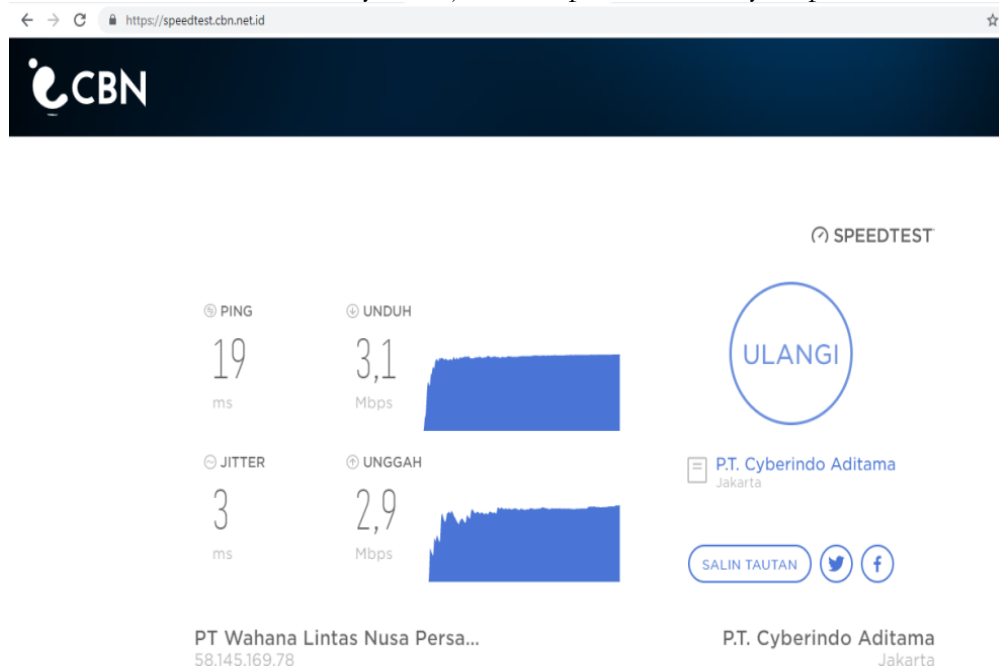 https://speedtest.cbn.net.id
CBN
SPEEDTEST
PING
UNDUH
19
3,1
ms
Mbps
ULANGI
JITTER
UNGGAH
3
2,9
ms
Mbps
P.T. Cyberindo Aditama
Jakarta
SALIN TAUTAN
PT Wahana Lintas Nusa Persa...
58.145.169.78
P.T. Cyberindo Aditama
Jakarta